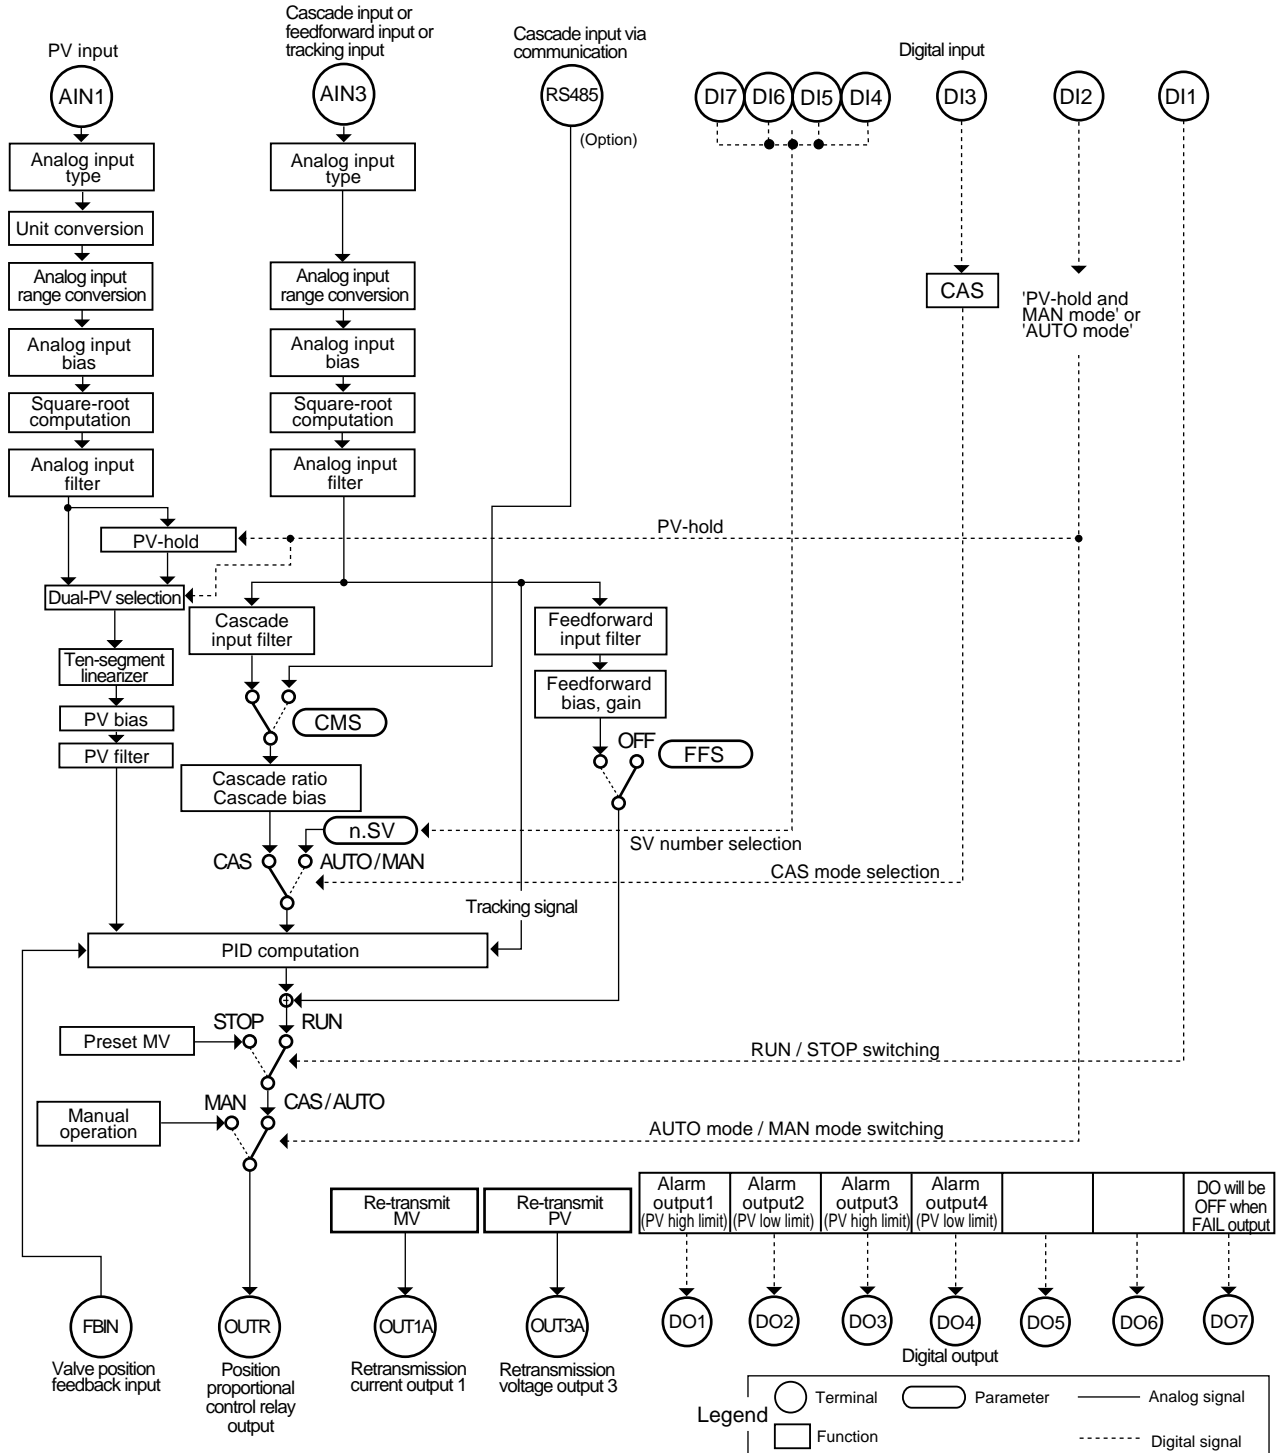 Cascade input or
feedforward input or
tracking input
PV input
Cascade input via
communication
Digital input
AIN1
AIN3
RS485
(Option)
DI7
DI6
DI5
DI4
DI3
DI2
DI1
Analog input
type
Analog input
type
Unit conversion
Analog input
range conversion
Analog input
range conversion
CAS
'PV-hold and
MAN mode' or
'AUTO mode'
Analog input
bias
Analog input
bias
Square-root
computation
Square-root
computation
Analog input
filter
Analog input
filter
PV-hold
PV-hold
Dual-PV selection
Cascade
input filter
Feedforward
input filter
Ten-segment
linearizer
Feedforward
bias, gain
PV bias
CMS
PV filter
OFF
FFS
Cascade ratio
Cascade bias
n.SV
SV number selection
CAS
AUTO/MAN
CAS mode selection
Tracking signal
PID computation
STOP
RUN
Preset MV
RUN / STOP switching
MAN
CAS/AUTO
Manual
operation
AUTO mode / MAN mode switching
Re-transmit
MV
Re-transmit
PV
Alarm
output1
(PV high limit)
Alarm
output2
(PV low limit)
Alarm
output3
(PV high limit)
Alarm
output4
(PV low limit)
DO will be
OFF when
FAIL output
FBIN
OUTR
OUT1A
OUT3A
DO1
DO2
DO3
DO4
DO5
DO6
DO7
Valve position
feedback input
Position
proportional
control relay
output
Retransmission
current output 1
Retransmission
voltage output 3
Digital output
Legend
Terminal
Parameter
Analog signal
Function
Digital signal